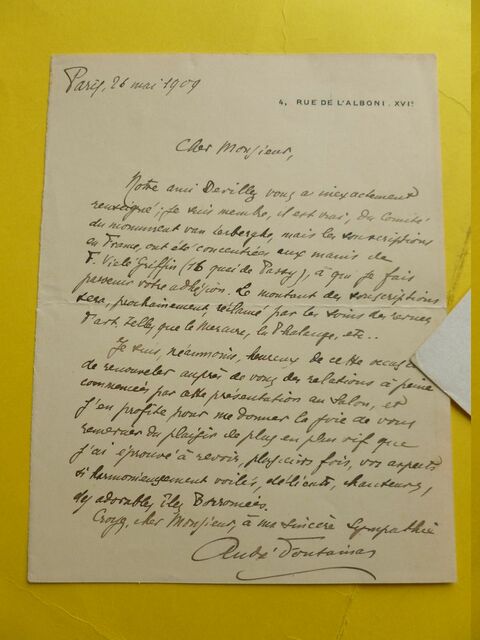 Paris, 26 mai 1909
4, RUE DE L'ALBONI. XVIᵉ
Cher Monsieur,
Notre ami Devilly vous a inexactement
renseigné; je suis membre, il est vrai, du Comité
du monument van Lerberghe, mais les souscriptions
en France, ont été concentrées aux mains de
F. Vielé Griffin (16 quai de Passy), à qui je fais
parvenir votre adhésion. Le montant des souscriptions
sera, prochainement, réclamé par les soins des revues
d'art, telles que le Mercure, la Phalange, etc..
Je suis, néanmoins, heureux de cette
de renouveler auprès de vous des relations à peine
commencées par cette présentation au Salon, et
j'en profite pour me donner la joie de vous
remercier du plaisir de plus en plus vif que
j'ai éprouvé à revoir, plusieurs fois, vos aspects
si harmonieusement voilés, délicats, chanteurs,
des adorables Iles Borromées.
Croyez, cher Monsieur, à ma sincère sympathie
André Fontainas